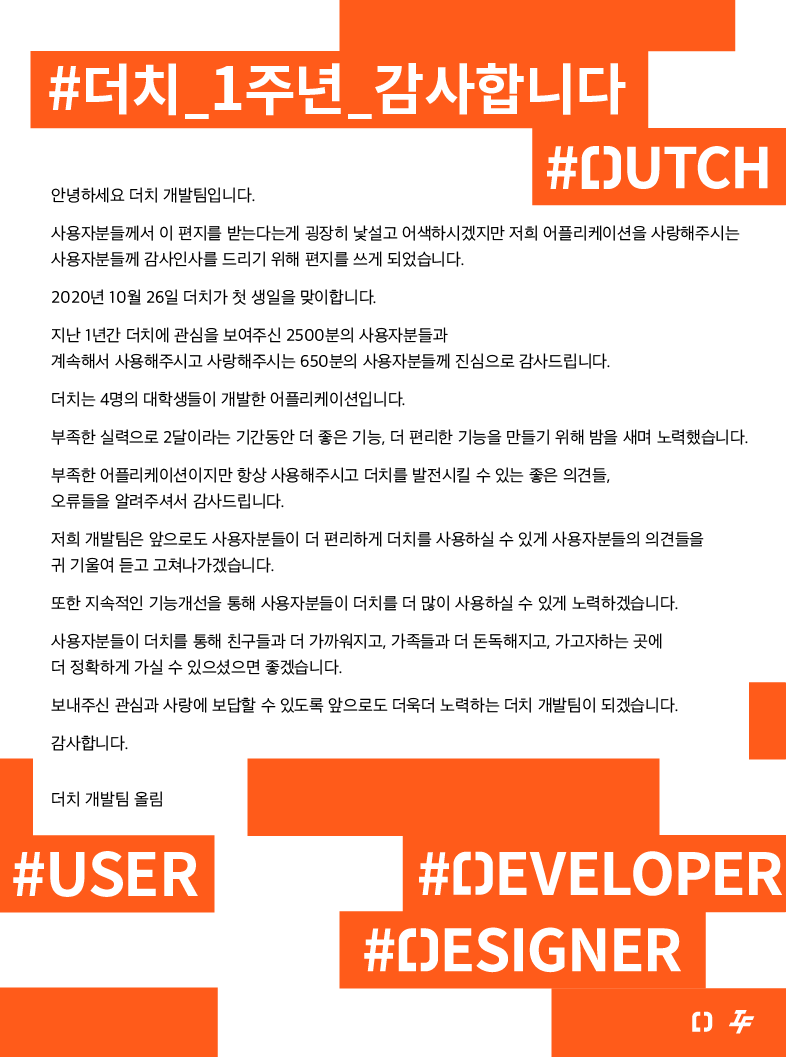 #더치_1주년_감사합니다
#DUTCH
안녕하세요 더치 개발팀입니다.
사용자분들께서 이 편지를 받는다는게 굉장히 낯설고 어색하시겠지만 저희 어플리케이션을 사랑해주시는
사용자분들께 감사인사를 드리기 위해 편지를 쓰게 되었습니다.
2020년 10월 26일 더치가 첫 생일을 맞이합니다.
지난 1년간 더치에 관심을 보여주신 2500분의 사용자분들과
계속해서 사용해주시고 사랑해주시는 650분의 사용자분들께 진심으로 감사드립니다.
더치는 4명의 대학생들이 개발한 어플리케이션입니다.
부족한 실력으로 2달이라는 기간동안 더 좋은 기능, 더 편리한 기능을 만들기 위해 밤을 새며 노력했습니다.
부족한 어플리케이션이지만 항상 사용해주시고 더치를 발전시킬 수 있는 좋은 의견들,
오류들을 알려주셔서 감사드립니다.
저희 개발팀은 앞으로도 사용자분들이 더 편리하게 더치를 사용하실 수 있게 사용자분들의 의견들을
귀 기울여 듣고 고쳐나가겠습니다.
또한 지속적인 기능개선을 통해 사용자분들이 더치를 더 많이 사용하실 수 있게 노력하겠습니다.
사용자분들이 더치를 통해 친구들과 더 가까워지고, 가족들과 더 돈독해지고, 가고자하는 곳에
더 정확하게 가실 수 있으셨으면 좋겠습니다.
보내주신 관심과 사랑에 보답할 수 있도록 앞으로도 더욱더 노력하는 더치 개발팀이 되겠습니다.
감사합니다.
더치 개발팀 올림
#USER
#DEVELOPER
#DESIGNER
IF